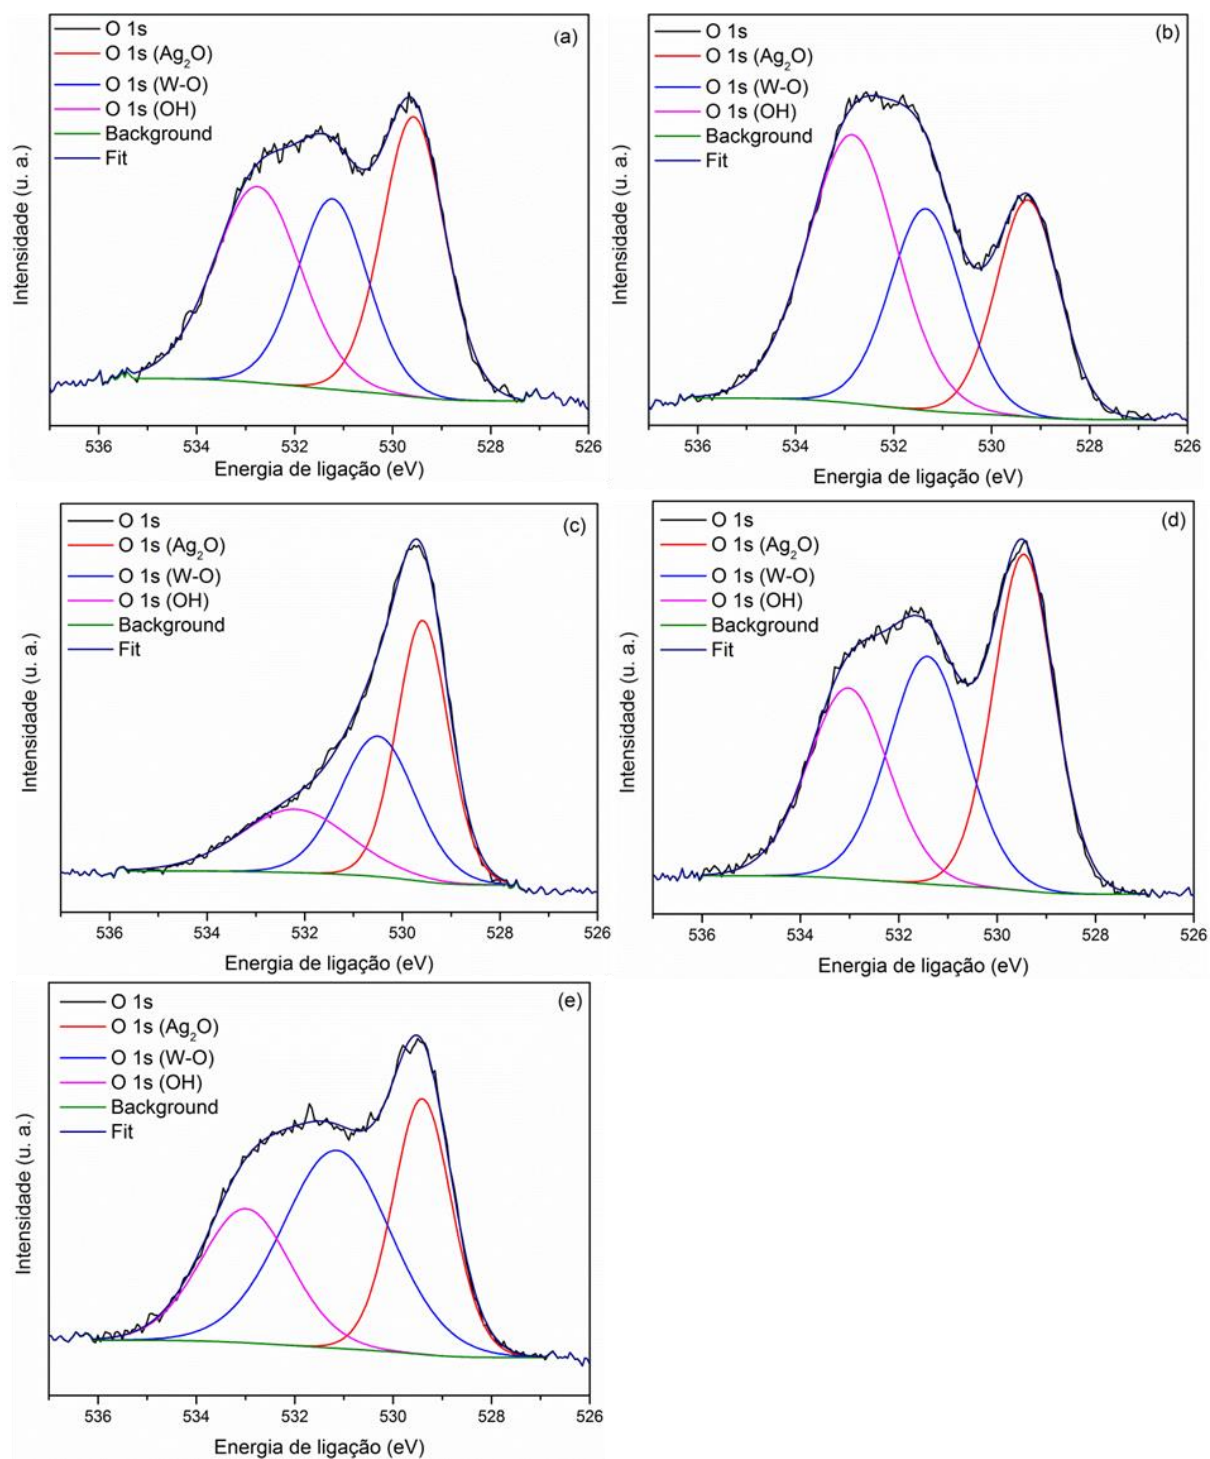 (a)
O 1s
O 1s (Ag₂O)
O 1s (W-O)
O 1s (OH)
Background
Fit
Intensidade (u. a.)
536 534 532 530 528 526
Energia de ligação (eV)
(b)
O 1s
O 1s (Ag₂O)
O 1s (W-O)
O 1s (OH)
Background
Fit
Intensidade (u. a.)
536 534 532 530 528 526
Energia de ligação (eV)
(c)
O 1s
O 1s (Ag₂O)
O 1s (W-O)
O 1s (OH)
Background
Fit
Intensidade (u. a.)
536 534 532 530 528 526
Energia de ligação (eV)
(d)
O 1s
O 1s (Ag₂O)
O 1s (W-O)
O 1s (OH)
Background
Fit
Intensidade (u. a.)
536 534 532 530 528 526
Energia de ligação (eV)
(e)
O 1s
O 1s (Ag₂O)
O 1s (W-O)
O 1s (OH)
Background
Fit
Intensidade (u. a.)
536 534 532 530 528 526
Energia de ligação (eV)